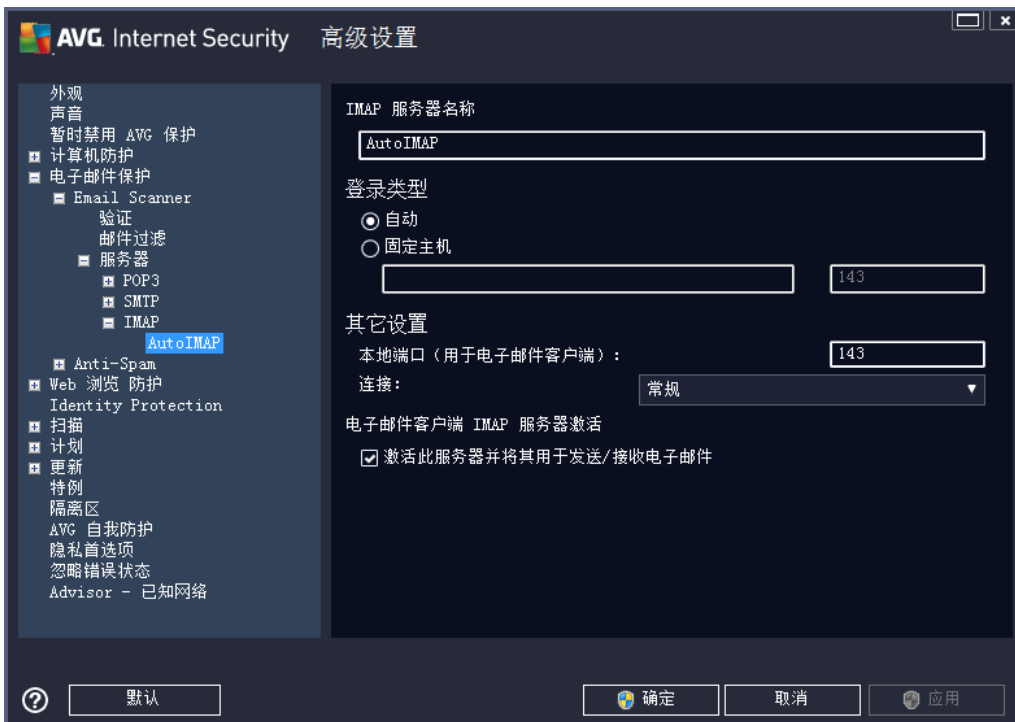 AVG. Internet Security 高级设置
外观
声音
暂时禁用 AVG 保护
计算机防护
电子邮件保护
Email Scanner
验证
邮件过滤
服务器
POP3
SMTP
IMAP
AutoIMAP
Anti-Spam
Web 浏览 防护
Identity Protection
扫描
计划
更新
特例
隔离区
AVG 自我防护
隐私首选项
忽略错误状态
Advisor - 已知网络
IMAP 服务器名称
AutoIMAP
登录类型
自动
固定主机
143
其它设置
本地端口（用于电子邮件客户端）: 143
连接: 常规
电子邮件客户端 IMAP 服务器激活
激活此服务器并将其用于发送/接收电子邮件
默认 确定 取消 应用